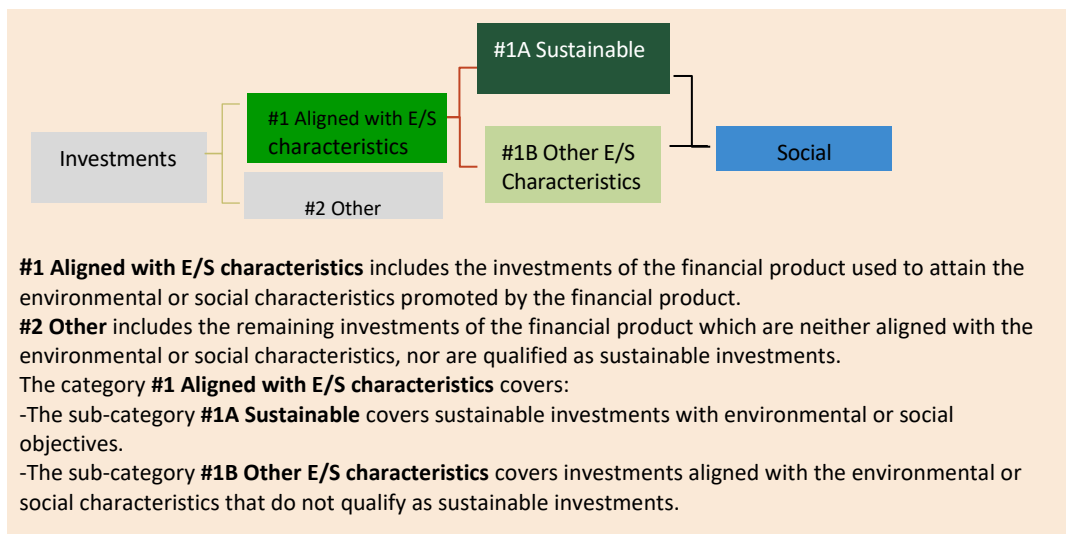 #1A Sustainable
#1 Aligned with E/S
characteristics
Investments
#1B Other E/S
Characteristics
Social
#2 Other
#1 Aligned with E/S characteristics includes the investments of the financial product used to attain the
environmental or social characteristics promoted by the financial product.
#2 Other includes the remaining investments of the financial product which are neither aligned with the
environmental or social characteristics, nor are qualified as sustainable investments.
The category #1 Aligned with E/S characteristics covers:
-The sub-category #1A Sustainable covers sustainable investments with environmental or social
objectives.
-The sub-category #1B Other E/S characteristics covers investments aligned with the environmental or
social characteristics that do not qualify as sustainable investments.